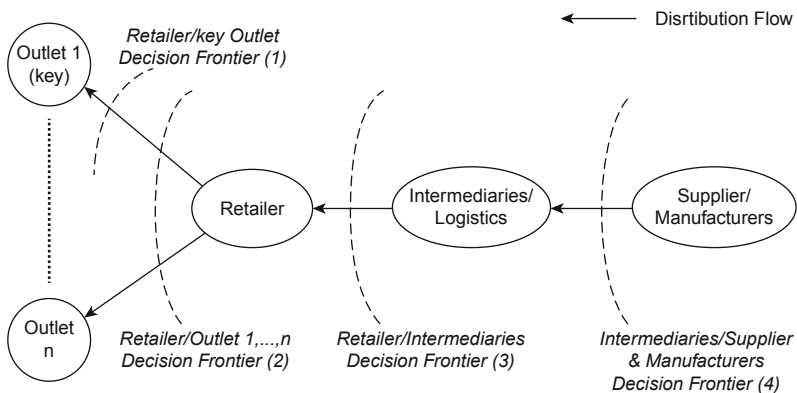 Disrtibution Flow
Retailer/key Outlet
Decision Frontier (1)
Outlet 1
(key)
Retailer
Intermediaries/
Logistics
Supplier/
Manufacturers
Outlet
n
Retailer/Outlet 1,...,n
Decision Frontier (2)
Retailer/Intermediaries
Decision Frontier (3)
Intermediaries/Supplier
& Manufacturers
Decision Frontier (4)